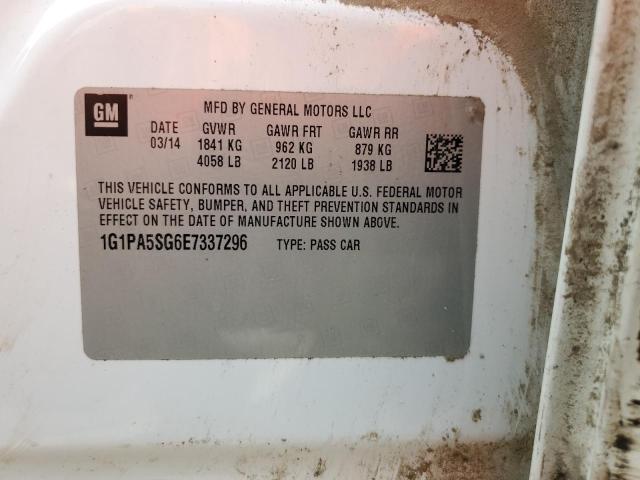 GM ®
MFD BY GENERAL MOTORS LLC
DATE GVWR GAWR FRT GAWR RR
03/14 1841 KG 962 KG 879 KG
4058 LB 2120 LB 1938 LB
THIS VEHICLE CONFORMS TO ALL APPLICABLE U.S. FEDERAL MOTOR
VEHICLE SAFETY, BUMPER, AND THEFT PREVENTION STANDARDS IN
EFFECT ON THE DATE OF MANUFACTURE SHOWN ABOVE.
1G1PA5SG6E7337296 TYPE: PASS CAR